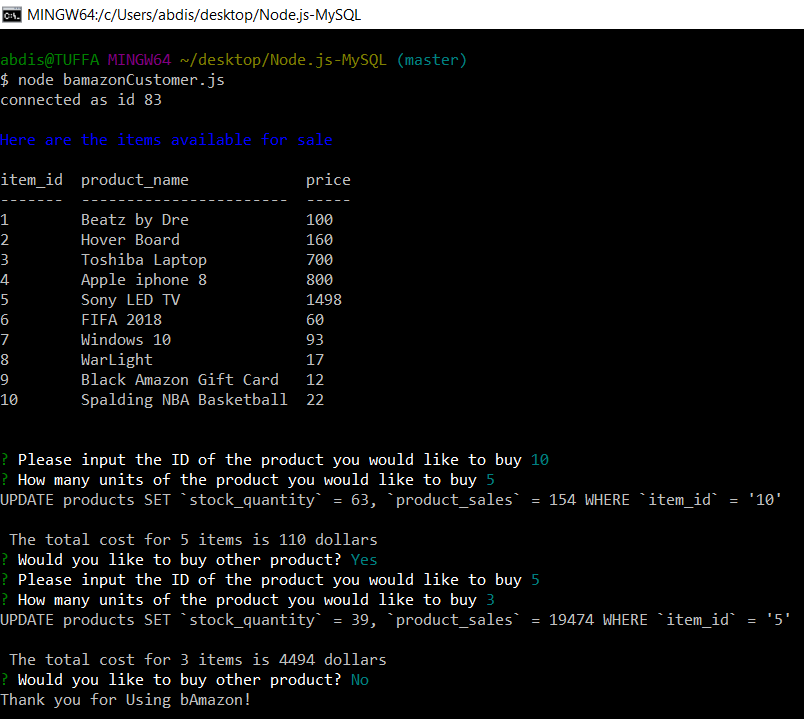 MINGW64:/c/Users/abdis/desktop/Node.js-MySQL
abdis@TUFFA MINGW64 ~/desktop/Node.js-MySQL (master)
$ node bamazonCustomer.js
connected as id 83
Here are the items available for sale
item_id  product_name             price
-------  -----------------------  -----
1        Beatz by Dre             100
2        Hover Board              160
3        Toshiba Laptop           700
4        Apple iphone 8           800
5        Sony LED TV              1498
6        FIFA 2018                60
7        Windows 10               93
8        WarLight                 17
9        Black Amazon Gift Card   12
10       Spalding NBA Basketball  22
? Please input the ID of the product you would like to buy 10
? How many units of the product you would like to buy 5
UPDATE products SET `stock_quantity` = 63, `product_sales` = 154 WHERE `item_id` = '10'
The total cost for 5 items is 110 dollars
? Would you like to buy other product? Yes
? Please input the ID of the product you would like to buy 5
? How many units of the product you would like to buy 3
UPDATE products SET `stock_quantity` = 39, `product_sales` = 19474 WHERE `item_id` = '5'
The total cost for 3 items is 4494 dollars
? Would you like to buy other product? No
Thank you for Using bAmazon!